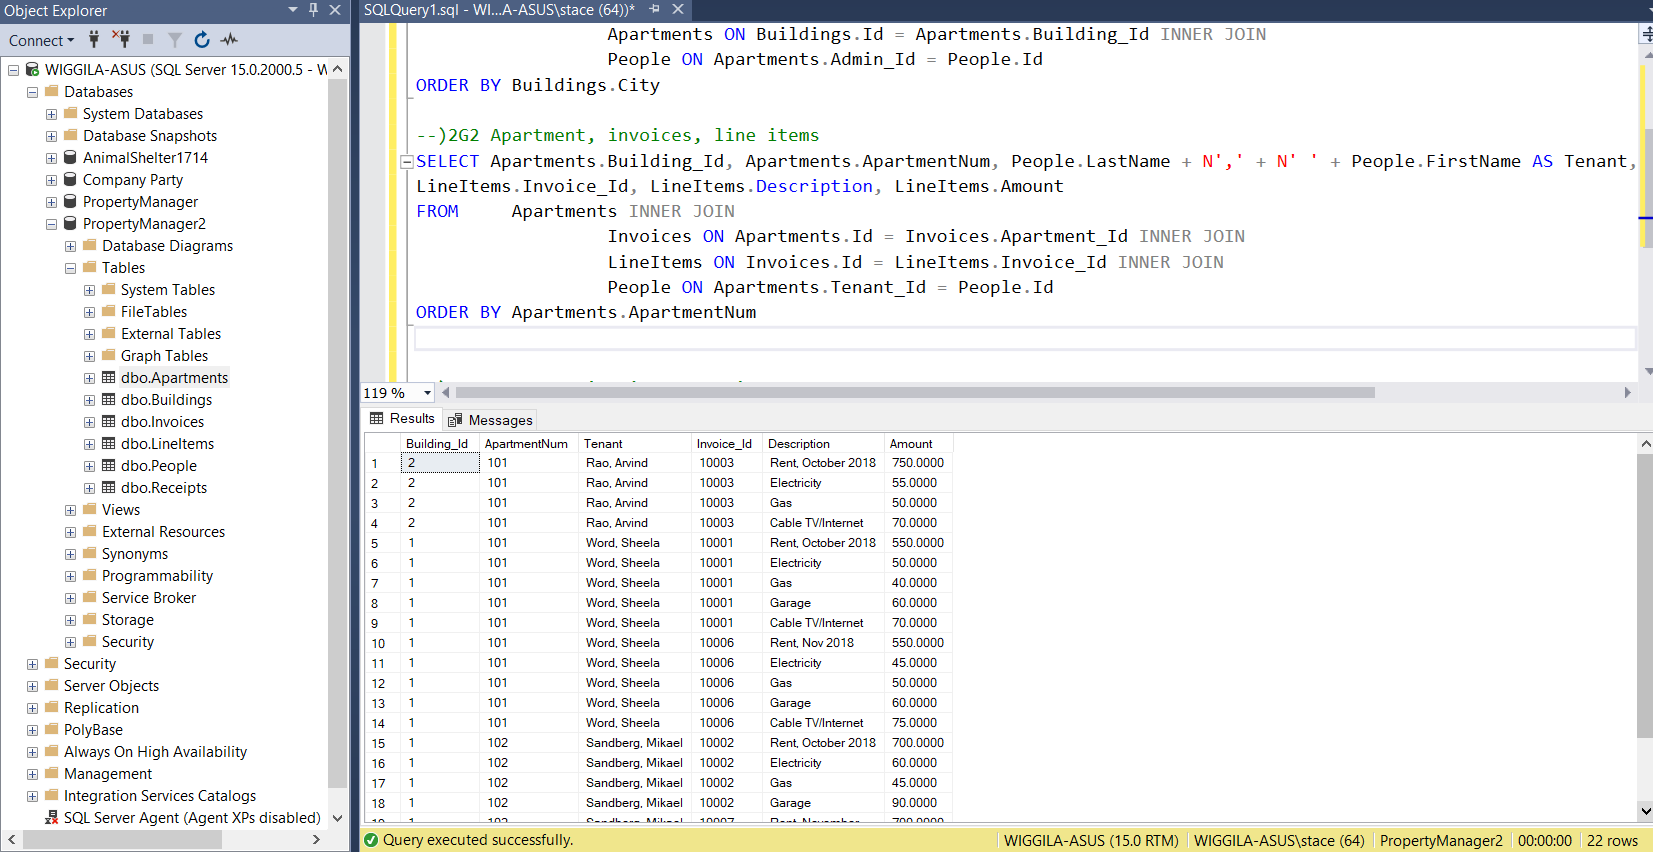 Object Explorer
Connect
WIGGILA-ASUS (SQL Server 15.0.2000.5 - W
Databases
System Databases
Database Snapshots
AnimalShelter1714
Company Party
PropertyManager
PropertyManager2
Database Diagrams
Tables
System Tables
FileTables
External Tables
Graph Tables
dbo.Apartments
dbo.Buildings
dbo.Invoices
dbo.LineItems
dbo.People
dbo.Receipts
Views
External Resources
Synonyms
Programmability
Service Broker
Storage
Security
Security
Server Objects
Replication
PolyBase
Always On High Availability
Management
Integration Services Catalogs
SQL Server Agent (Agent XPs disabled)
SQLQuery1.sql - WI...A-ASUS\stace (64))*
Apartments ON Buildings.Id = Apartments.Building_Id INNER JOIN
People ON Apartments.Admin_Id = People.Id
ORDER BY Buildings.City
--)2G2 Apartment, invoices, line items
SELECT Apartments.Building_Id, Apartments.ApartmentNum, People.LastName + N',' + N' ' + People.FirstName AS Tenant,
LineItems.Invoice_Id, LineItems.Description, LineItems.Amount
FROM Apartments INNER JOIN
Invoices ON Apartments.Id = Invoices.Apartment_Id INNER JOIN
LineItems ON Invoices.Id = LineItems.Invoice_Id INNER JOIN
People ON Apartments.Tenant_Id = People.Id
ORDER BY Apartments.ApartmentNum
119 %
Results Messages
Building_Id ApartmentNum Tenant Invoice_Id Description Amount
1 2 101 Rao, Arvind 10003 Rent, October 2018 750.0000
2 2 101 Rao, Arvind 10003 Electricity 55.0000
3 2 101 Rao, Arvind 10003 Gas 50.0000
4 2 101 Rao, Arvind 10003 Cable TV/Internet 70.0000
5 1 101 Word, Sheela 10001 Rent, October 2018 550.0000
6 1 101 Word, Sheela 10001 Electricity 50.0000
7 1 101 Word, Sheela 10001 Gas 40.0000
8 1 101 Word, Sheela 10001 Garage 60.0000
9 1 101 Word, Sheela 10001 Cable TV/Internet 70.0000
10 1 101 Word, Sheela 10006 Rent, Nov 2018 550.0000
11 1 101 Word, Sheela 10006 Electricity 45.0000
12 1 101 Word, Sheela 10006 Gas 50.0000
13 1 101 Word, Sheela 10006 Garage 60.0000
14 1 101 Word, Sheela 10006 Cable TV/Internet 75.0000
15 1 102 Sandberg, Mikael 10002 Rent, October 2018 700.0000
16 1 102 Sandberg, Mikael 10002 Electricity 60.0000
17 1 102 Sandberg, Mikael 10002 Gas 45.0000
18 1 102 Sandberg, Mikael 10002 Garage 90.0000
Query executed successfully. WIGGILA-ASUS (15.0 RTM) WIGGILA-ASUS\stace (64) PropertyManager2 00:00:00 22 rows